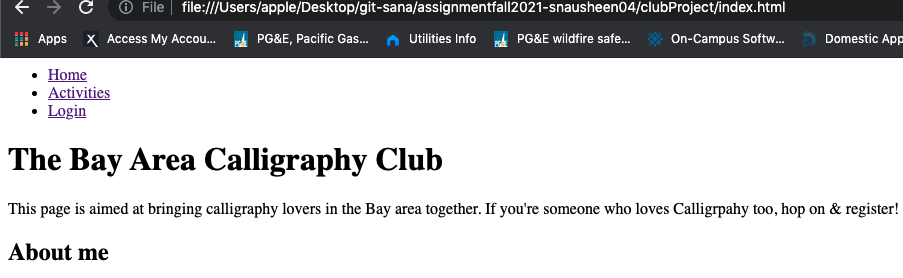 File file:///Users/apple/Desktop/git-sana/assignmentfall2021-snausheen04/clubProject/index.html
Apps Access My Accou... PG&E, Pacific Gas... Utilities Info PG&E wildfire safe... On-Campus Softw... Domestic App
Home
Activities
Login
The Bay Area Calligraphy Club
This page is aimed at bringing calligraphy lovers in the Bay area together. If you're someone who loves Calligrpahy too, hop on & register!
About me